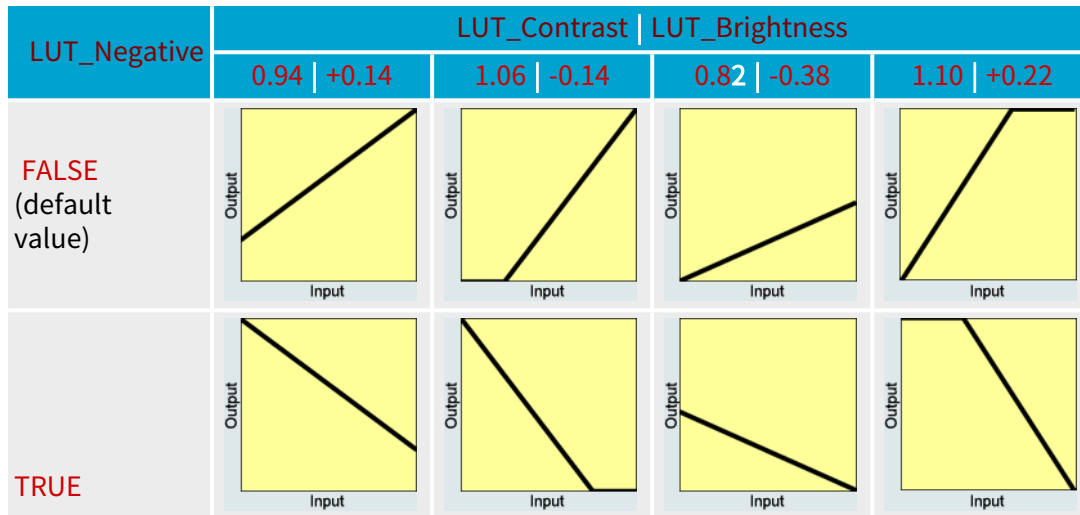 LUT_Negative
LUT_Contrast | LUT_Brightness
0.94 | +0.14
1.06 | -0.14
0.82 | -0.38
1.10 | +0.22
FALSE
(default
value)
Output
Input
Output
Input
Output
Input
Output
Input
TRUE
Output
Input
Output
Input
Output
Input
Output
Input